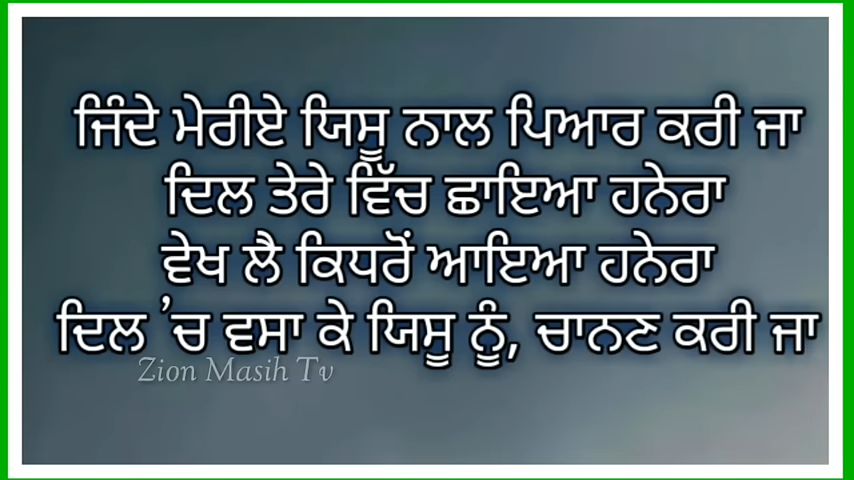 ਜਿੰਦੇ ਮੇਰੀਏ ਯਿਸੂ ਨਾਲ ਪਿਆਰ ਕਰੀ ਜਾ
ਦਿਲ ਤੇਰੇ ਵਿੱਚ ਛਾਇਆ ਹਨੇਰਾ
ਵੇਖ ਲੈ ਕਿਧਰੋਂ ਆਇਆ ਹਨੇਰਾ
ਦਿਲ ’ਚ ਵਸਾ ਕੇ ਯਿਸੂ ਨੂੰ, ਚਾਨਣ ਕਰੀ ਜਾ
Zion Masih Tv